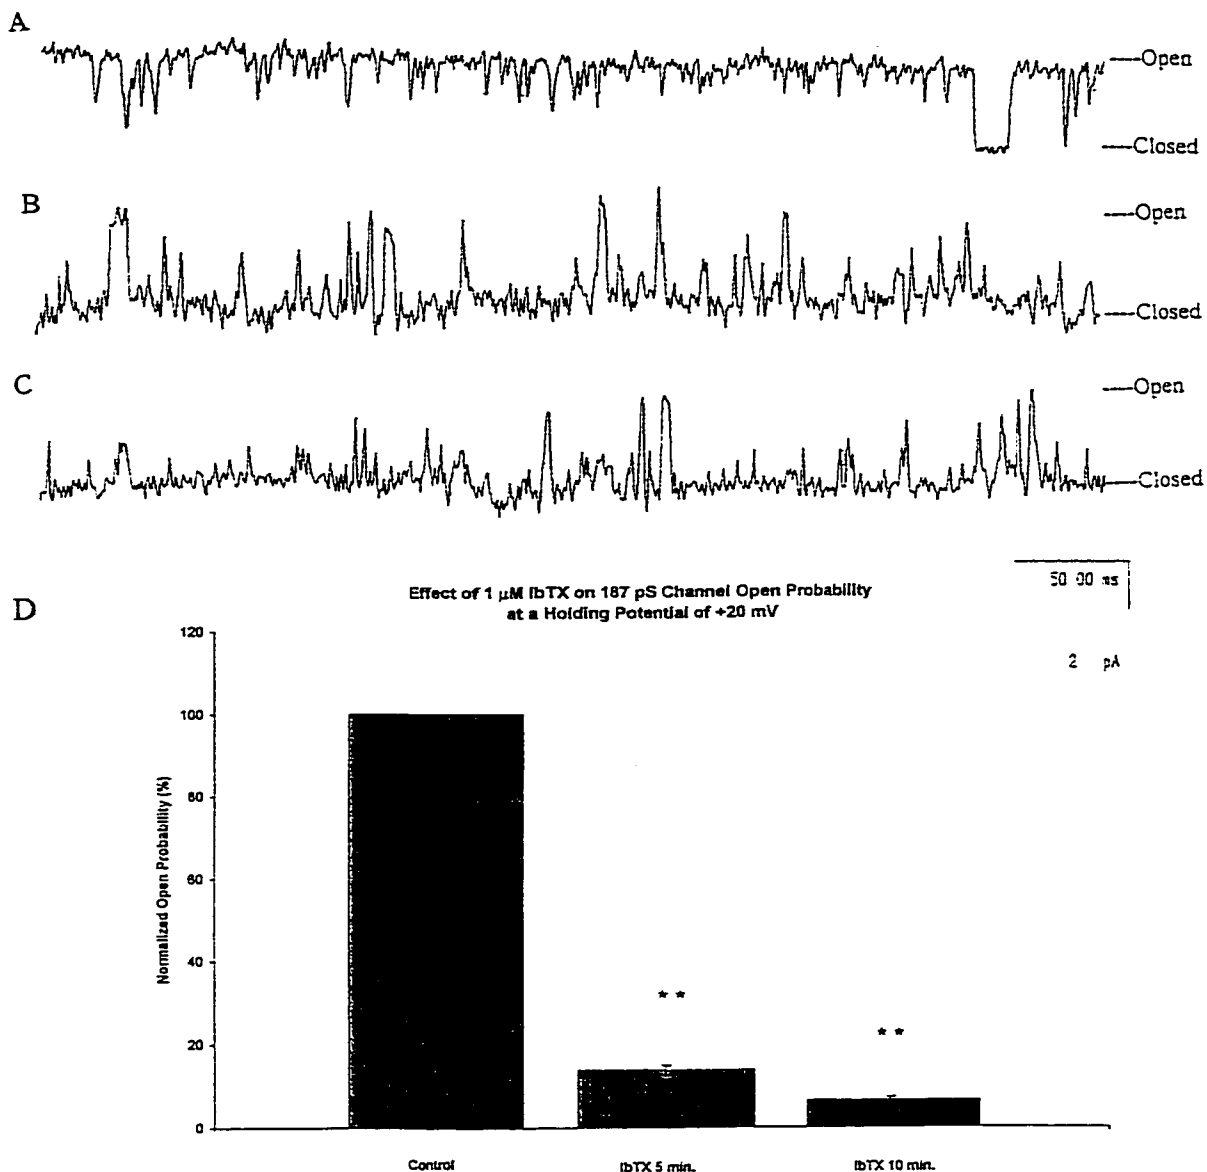 A
Open
Closed
B
Open
Closed
C
Open
Closed
50.00 ms
2 pA
D
Effect of 1 μM IbTX on 187 pS Channel Open Probability
at a Holding Potential of +20 mV
120
100
80
60
40
20
0
Normalized Open Probability (%)
**
**
Control
IbTX 5 min.
IbTX 10 min.